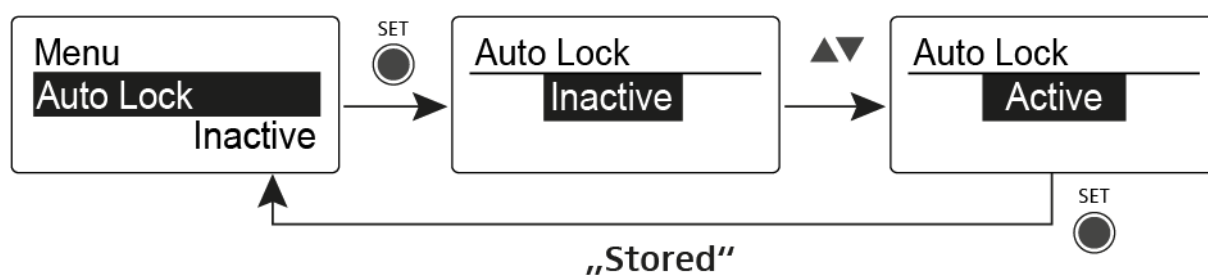 Menu
Auto Lock
Inactive
SET
Auto Lock
Inactive
Auto Lock
Active
SET
„Stored“